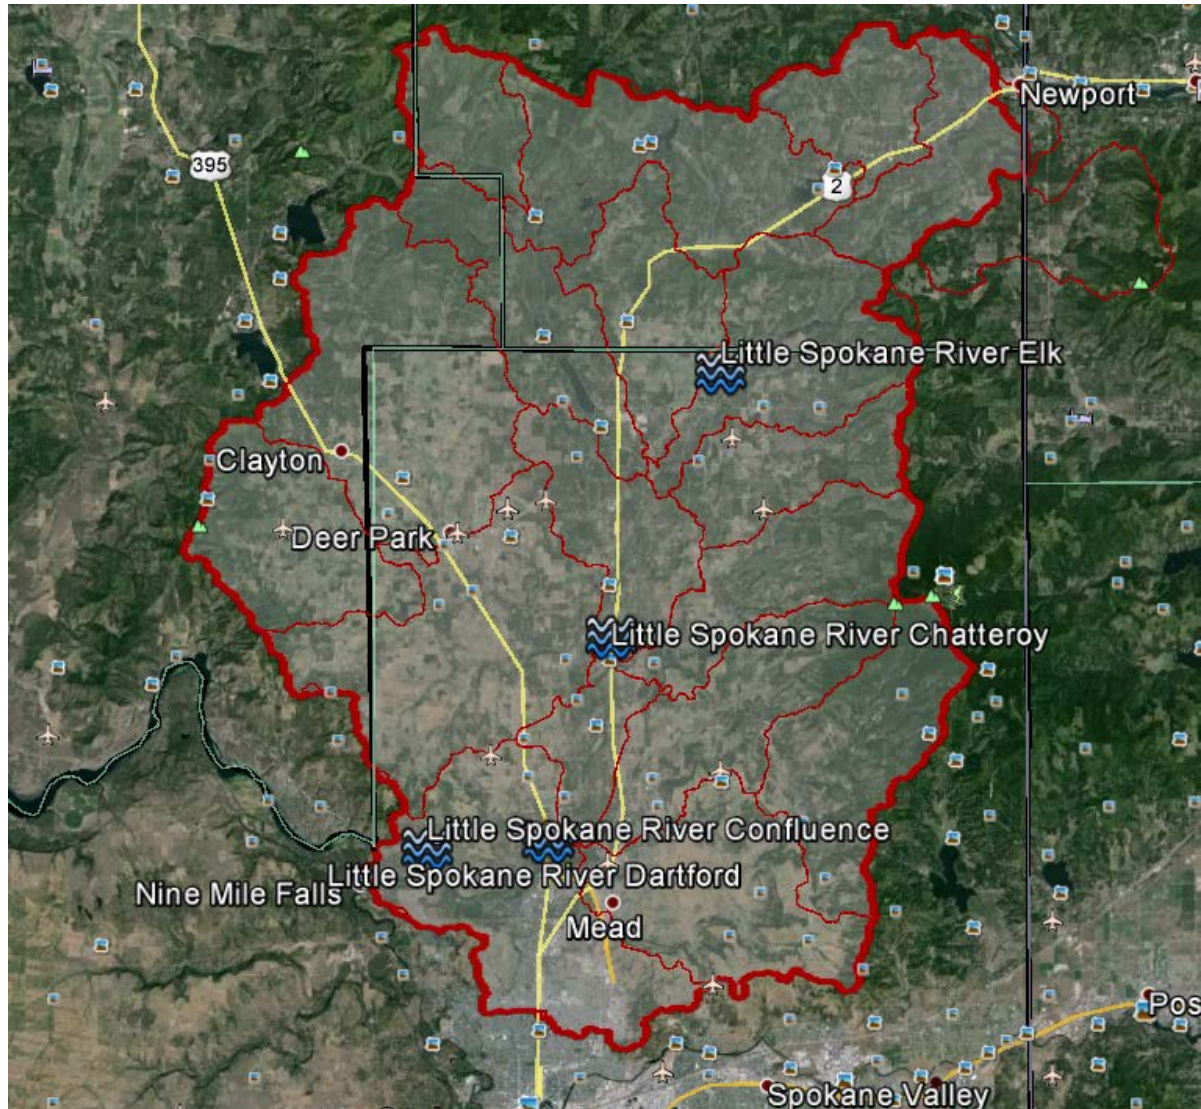 Newport
395
2
Little Spokane River Elk
Clayton
Deer Park
Little Spokane River Chatteroy
Little Spokane River Confluence
Little Spokane River Dartford
Nine Mile Falls
Mead
Pos
Spokane Valley